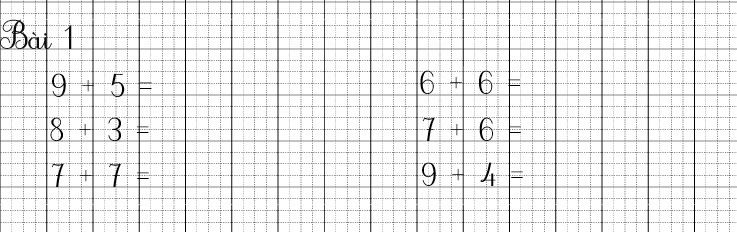 Bài 1
9 + 5 = 6 + 6 =
8 + 3 = 7 + 6 =
7 + 7 = 9 + 4 =